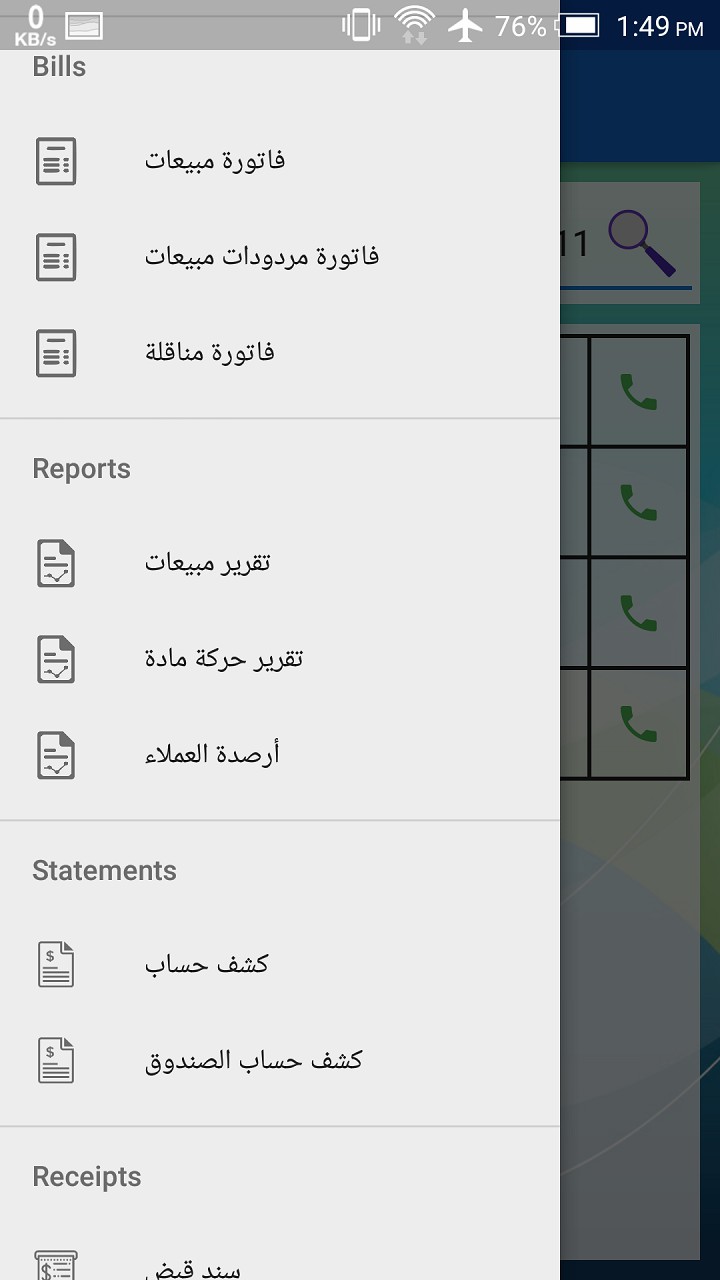 0
KB/s
76%
1:49 PM
Bills
فاتورة مبيعات
فاتورة مردودات مبيعات
فاتورة مناقلة
11
Reports
تقرير مبيعات
تقرير حركة مادة
أرصدة العملاء
Statements
كشف حساب
كشف حساب الصندوق
Receipts
سند قبض